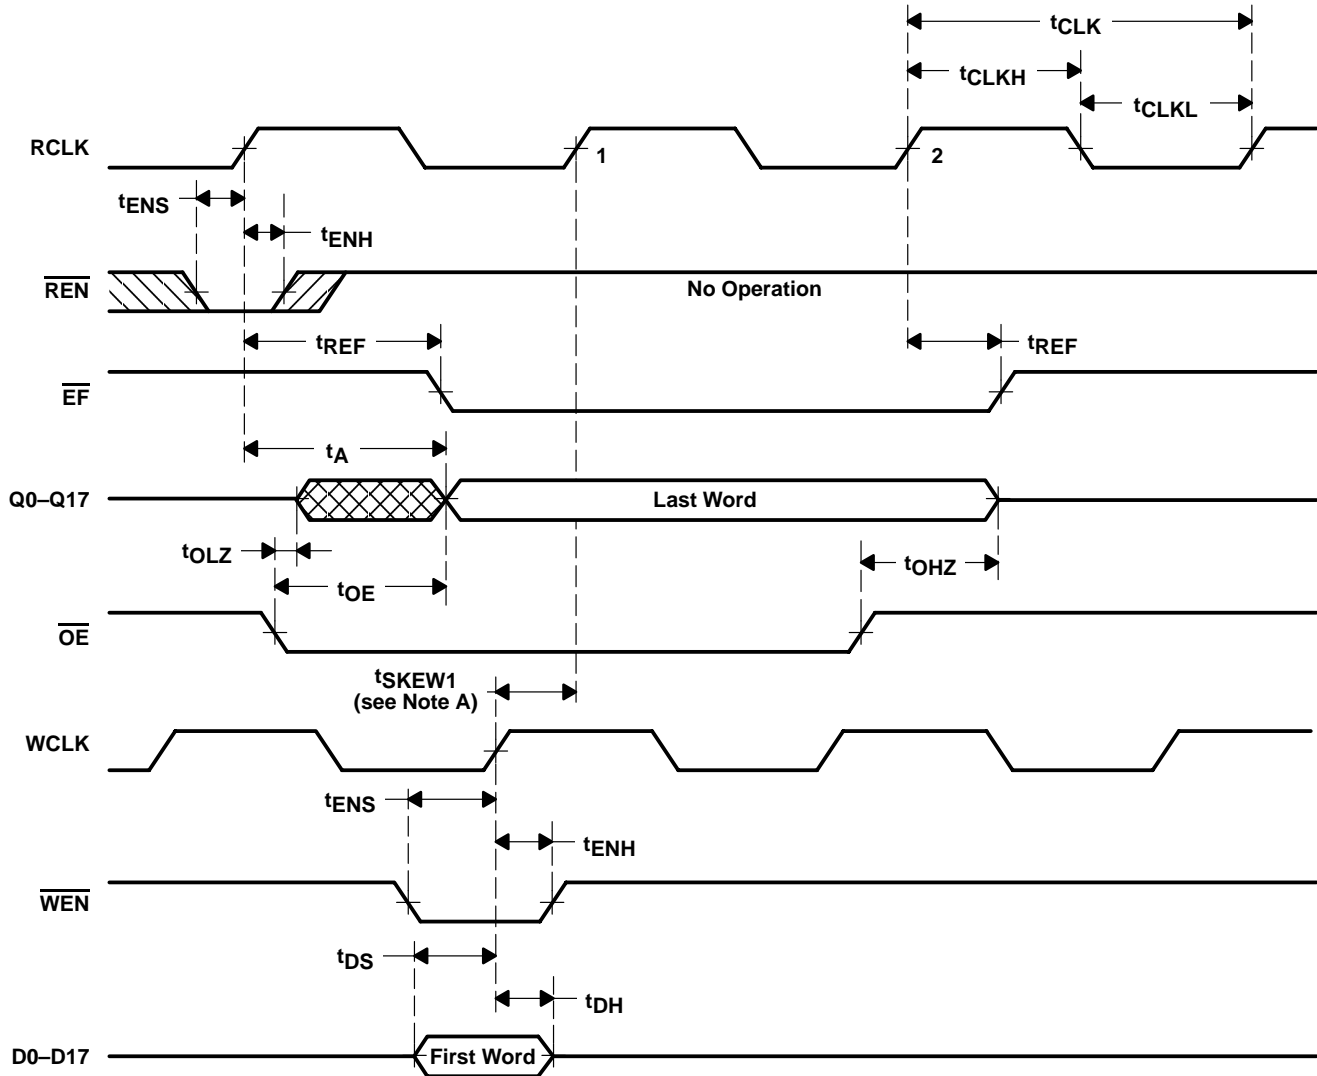 tCLK
tCLKH
tCLKL
RCLK
1
2
tENS
tENH
REN
No Operation
tREF
tREF
EF
tA
Q0–Q17
Last Word
tOLZ
tOHZ
tOE
OE
tSKEW1
(see Note A)
WCLK
tENS
tENH
WEN
tDS
tDH
D0–D17
First Word